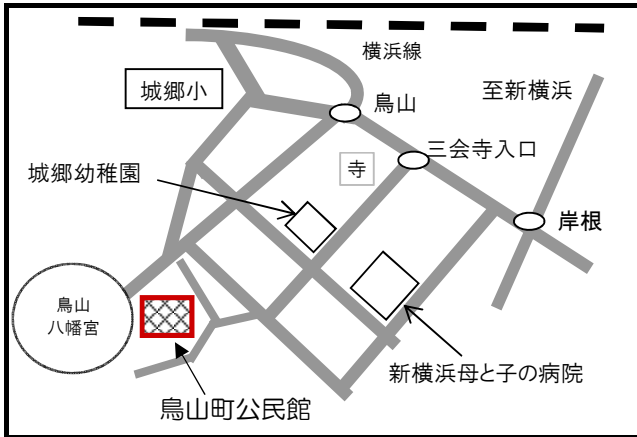 横浜線
城郷小
鳥山
至新横浜
三会寺入口
寺
城郷幼稚園
岸根
鳥山
八幡宮
新横浜母と子の病院
鳥山町公民館